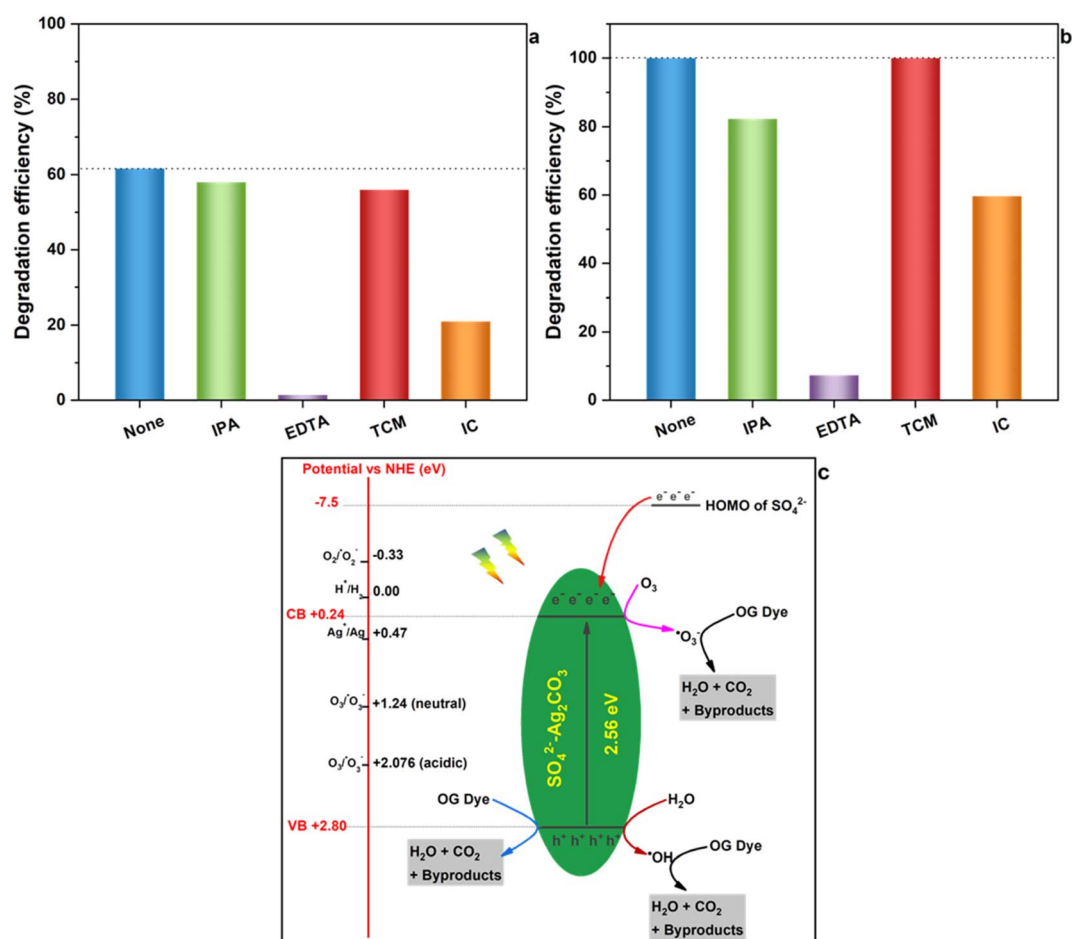 a
Degradation efficiency (%)
100
80
60
40
20
0
None
IPA
EDTA
TCM
IC
b
Degradation efficiency (%)
100
80
60
40
20
0
None
IPA
EDTA
TCM
IC
c
Potential vs NHE (eV)
-7.5
e⁻ e⁻ e⁻
HOMO of SO₄²⁻
O₂/•O₂⁻ -0.33
H⁺/H₂ 0.00
CB +0.24
Ag⁺/Ag +0.47
O₃/•O₃⁻ +1.24 (neutral)
O₃/•O₃⁻ +2.076 (acidic)
VB +2.80
e⁻ e⁻ e⁻ e⁻
SO₄²⁻-Ag₂CO₃
2.56 eV
h⁺ h⁺ h⁺ h⁺
O₃
•O₃⁻
OG Dye
H₂O + CO₂
+ Byproducts
OG Dye
H₂O + CO₂
+ Byproducts
H₂O
•OH
OG Dye
H₂O + CO₂
+ Byproducts